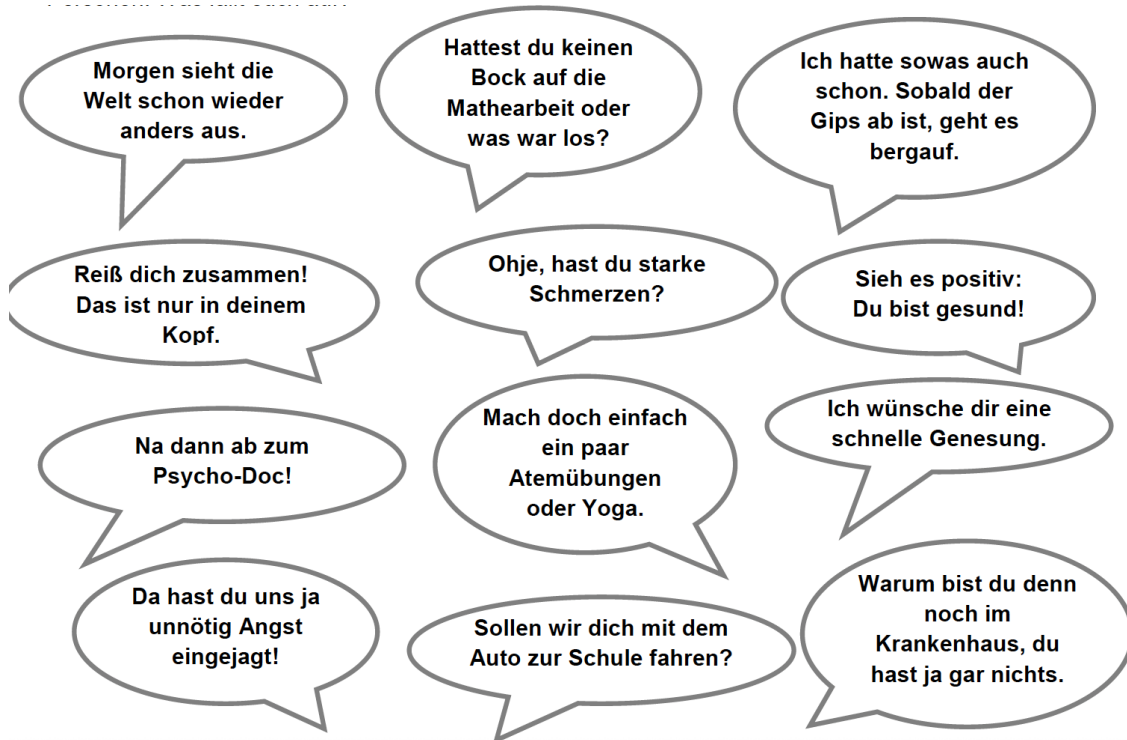 Morgen sieht die
Welt schon wieder
anders aus.
Hattest du keinen
Bock auf die
Mathearbeit oder
was war los?
Ich hatte sowas auch
schon. Sobald der
Gips ab ist, geht es
bergauf.
Reiß dich zusammen!
Das ist nur in deinem
Kopf.
Ohje, hast du starke
Schmerzen?
Sieh es positiv:
Du bist gesund!
Na dann ab zum
Psycho-Doc!
Mach doch einfach
ein paar
Atemübungen
oder Yoga.
Ich wünsche dir eine
schnelle Genesung.
Da hast du uns ja
unnötig Angst
eingejagt!
Sollen wir dich mit dem
Auto zur Schule fahren?
Warum bist du denn
noch im
Krankenhaus, du
hast ja gar nichts.